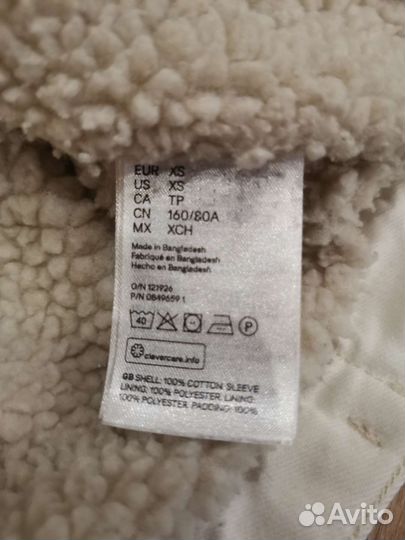 EUR XS
US XS
CA TP
CN 160/80A
MX XCH
Made in Bangladesh
Fabriqué en Bangladesh
Hecho en Bangladesh
O/N 121926
P/N 0849659 1
40
P
clevercare.info
GB SHELL: 100% COTTON. SLEEVE
LINING: 100% POLYESTER.
LINING: 100% POLYESTER. PADDING: 100%
Avito